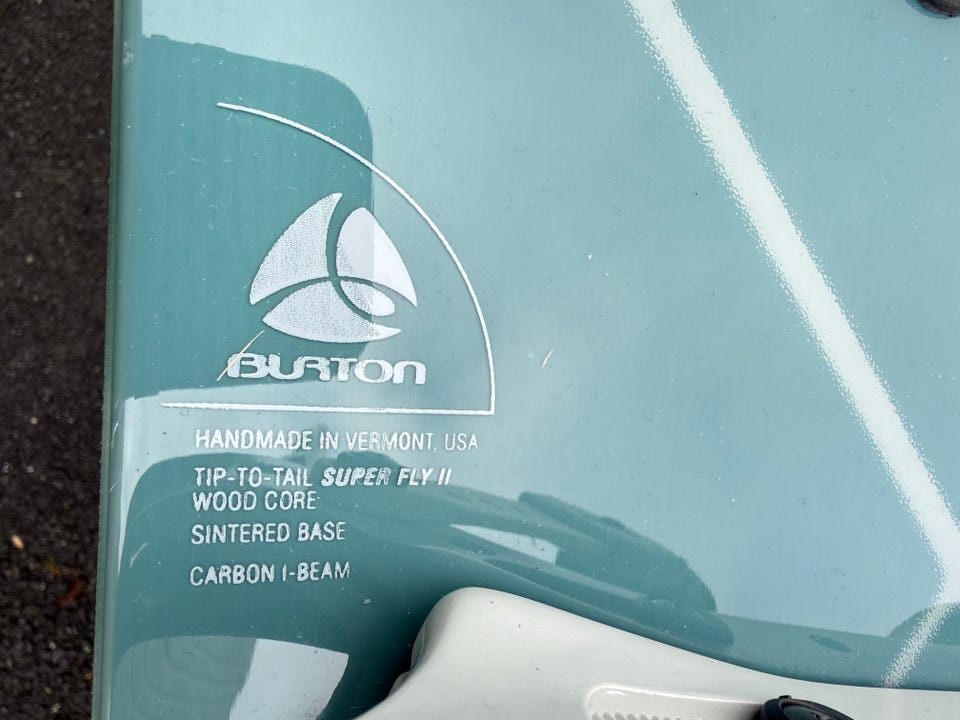 BURTON
HANDMADE IN VERMONT, USA
TIP-TO-TAIL SUPER FLY II
WOOD CORE
SINTERED BASE
CARBON I-BEAM